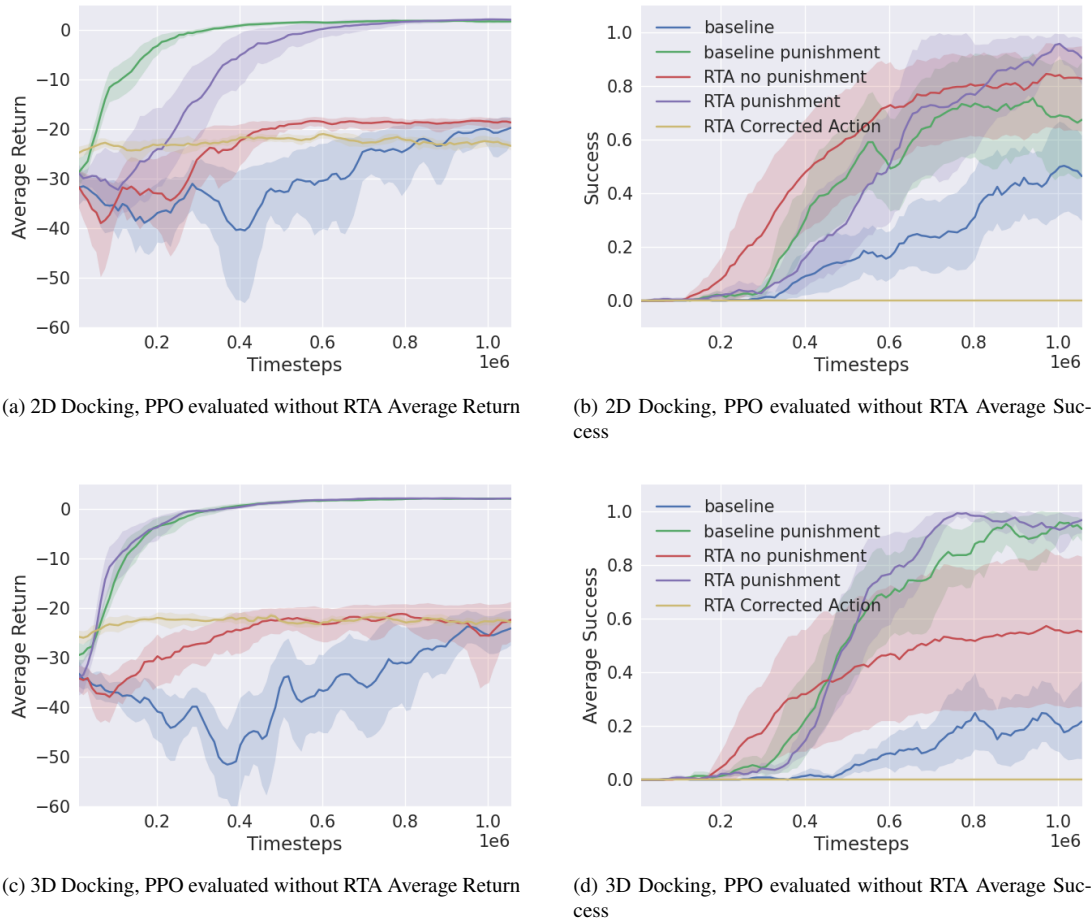 0
−10
−20
−30
−40
−50
−60
Average Return
0.2
0.4
0.6
0.8
1.0
1e6
Timesteps
(a) 2D Docking, PPO evaluated without RTA Average Return
1.0
0.8
0.6
0.4
0.2
0.0
Success
baseline
baseline punishment
RTA no punishment
RTA punishment
RTA Corrected Action
0.2
0.4
0.6
0.8
1.0
1e6
Timesteps
(b) 2D Docking, PPO evaluated without RTA Average Suc-
cess
0
−10
−20
−30
−40
−50
−60
Average Return
0.2
0.4
0.6
0.8
1.0
1e6
Timesteps
(c) 3D Docking, PPO evaluated without RTA Average Return
1.0
0.8
0.6
0.4
0.2
0.0
Average Success
baseline
baseline punishment
RTA no punishment
RTA punishment
RTA Corrected Action
0.2
0.4
0.6
0.8
1.0
1e6
Timesteps
(d) 3D Docking, PPO evaluated without RTA Average Suc-
cess